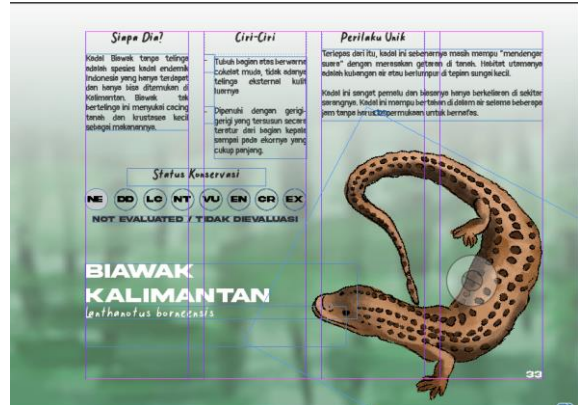 Siapa Dia?
Kadal Biawak tanpa telinga
adalah spesies kadal endemik
Indonesia yang hanya terdapat
dan hanya bisa ditemukan di
Kalimantan. Biawak tak
bertelinga ini menyukai cacing
tanah dan krustasea kecil
sebagai makanannya.
Ciri-Ciri
- Tubuh bagian atas berwarna
cokelat muda, tidak adanya
telinga eksternal kulit
luarnya
- Dipenuhi dengan gerigi-
gerigi yang tersusun secara
teratur dari bagian kepala
sampai pada ekornya yang
cukup panjang.
Perilaku Unik
Terlepas dari itu, kadal ini sebenarnya masih mampu "mendengar
suara" dengan merasakan getaran di tanah. Habitat utamanya
adalah kubangan air atau berlumpur di tepian sungai kecil.
Kadal ini sangat pemalu dan biasanya hanya berkeliaran di sekitar
sarangnya. Kadal ini mampu bertahan di dalam air selama beberapa
jam tanpa harus permukaan untuk bernafas.
Status Konservasi
NE DD LC NT VU EN CR EX
NOT EVALUATED / TIDAK DIEVALUASI
BIAWAK
KALIMANTAN
lanthanotus borneensis
33